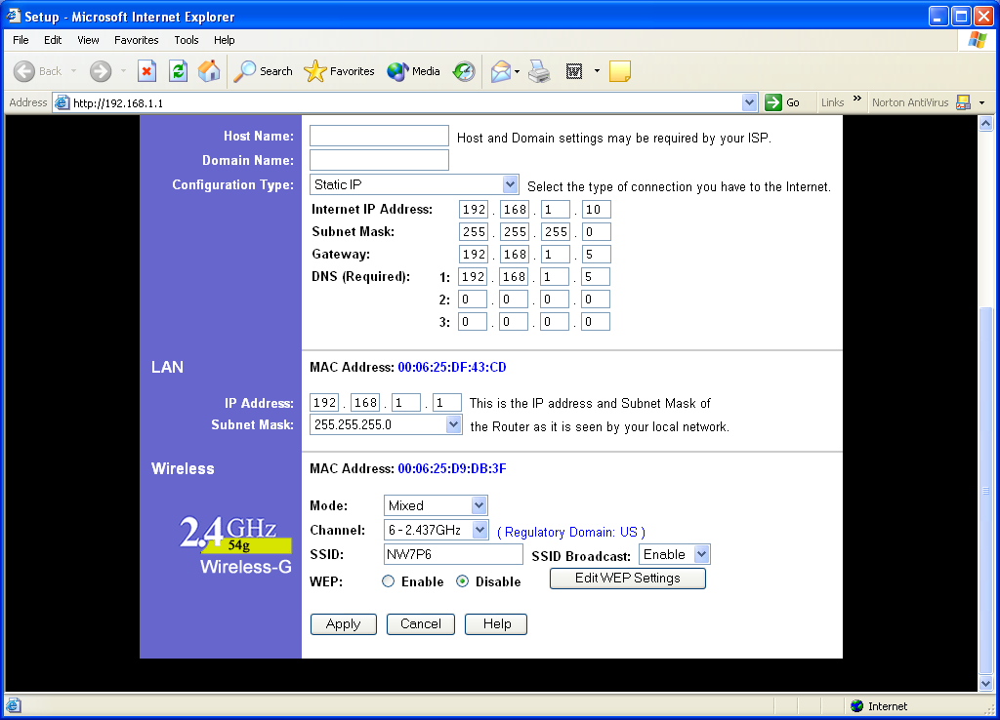 Setup - Microsoft Internet Explorer
File Edit View Favorites Tools Help
Back Search Favorites Media
Address http://192.168.1.1 Go Links » Norton AntiVirus
Host Name: Host and Domain settings may be required by your ISP.
Domain Name:
Configuration Type: Static IP Select the type of connection you have to the Internet.
Internet IP Address: 192 . 168 . 1 . 10
Subnet Mask: 255 . 255 . 255 . 0
Gateway: 192 . 168 . 1 . 5
DNS (Required): 1: 192 . 168 . 1 . 5
2: 0 . 0 . 0 . 0
3: 0 . 0 . 0 . 0
LAN MAC Address: 00:06:25:DF:43:CD
IP Address: 192 . 168 . 1 . 1 This is the IP address and Subnet Mask of
Subnet Mask: 255.255.255.0 the Router as it is seen by your local network.
Wireless MAC Address: 00:06:25:D9:DB:3F
Mode: Mixed
2.4GHz Channel: 6 - 2.437GHz ( Regulatory Domain: US )
54g SSID: NW7P6 SSID Broadcast: Enable
Wireless-G WEP: Enable Disable Edit WEP Settings
Apply Cancel Help
Internet